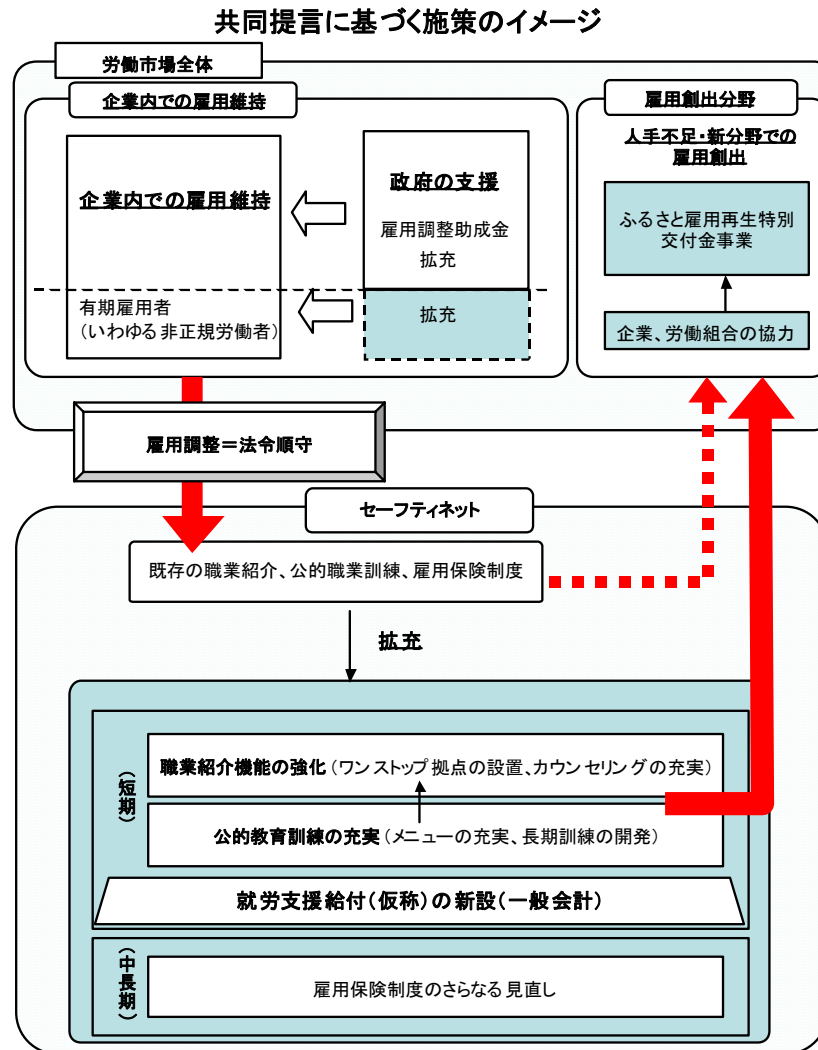 共同提言に基づく施策のイメージ
労働市場全体
企業内での雇用維持
企業内での雇用維持
有期雇用者
(いわゆる非正規労働者)
政府の支援
雇用調整助成金
拡充
拡充
雇用創出分野
人手不足・新分野での
雇用創出
ふるさと雇用再生特別
交付金事業
企業、労働組合の協力
雇用調整＝法令順守
セーフティネット
既存の職業紹介、公的職業訓練、雇用保険制度
拡充
(短期)
職業紹介機能の強化(ワンストップ拠点の設置、カウンセリングの充実)
公的教育訓練の充実(メニューの充実、長期訓練の開発)
就労支援給付(仮称)の新設(一般会計)
(中長期)
雇用保険制度のさらなる見直し